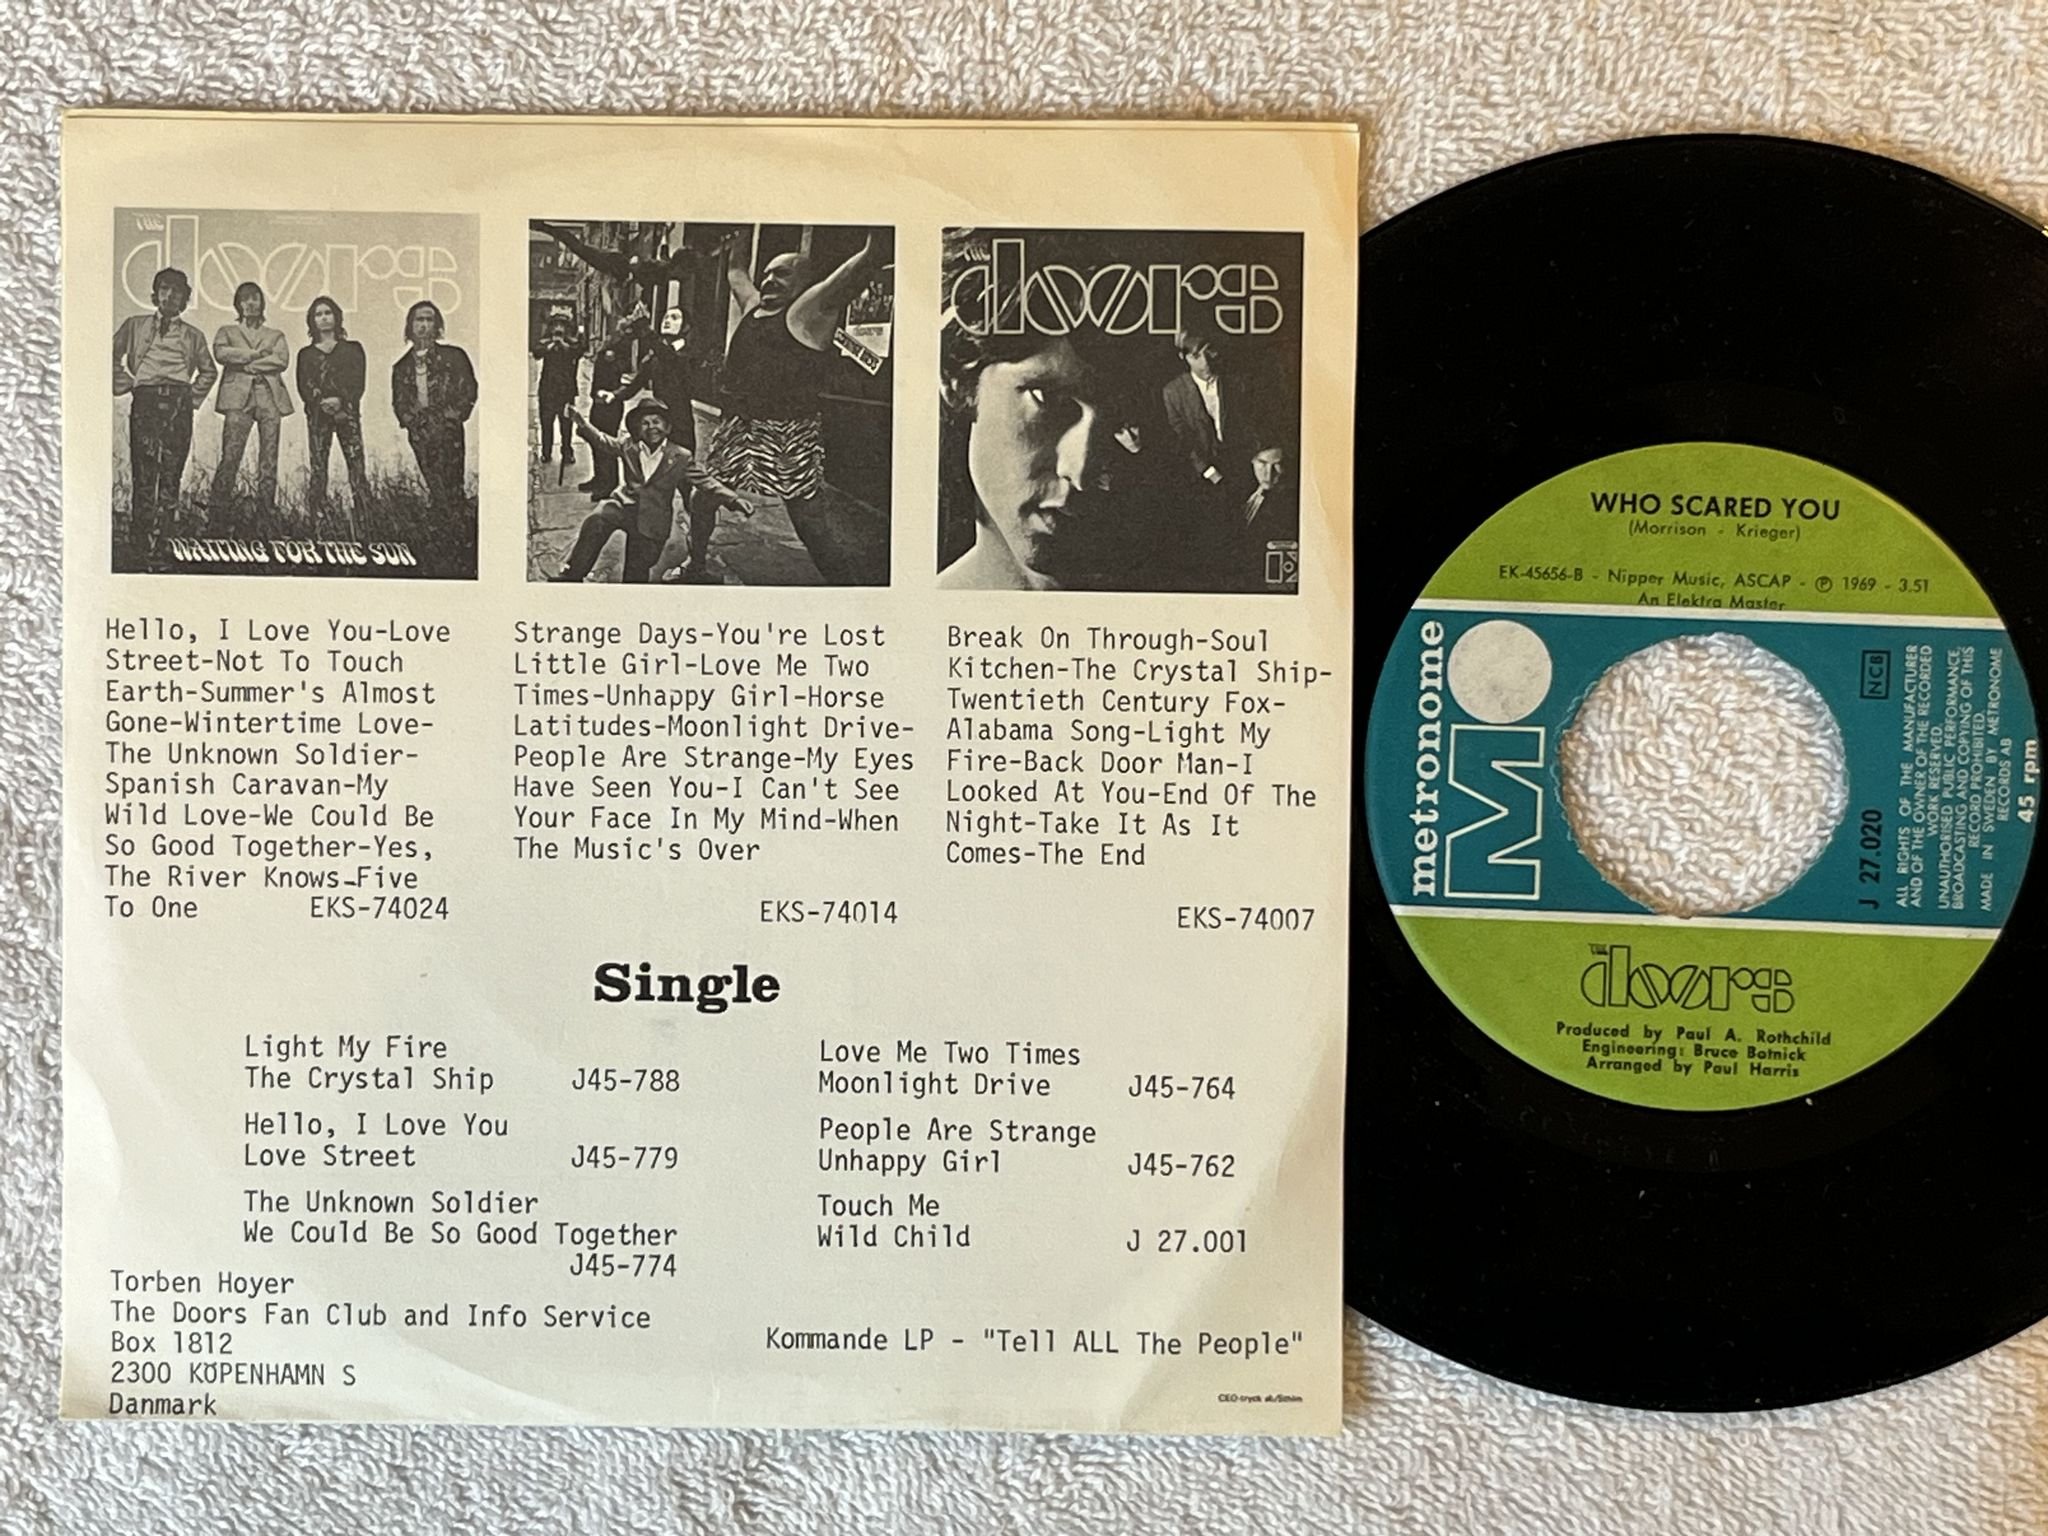 THE
doors
WAITING FOR THE SUN
THE
doors
Hello, I Love You-Love
Street-Not To Touch
Earth-Summer's Almost
Gone-Wintertime Love-
The Unknown Soldier-
Spanish Caravan-My
Wild Love-We Could Be
So Good Together-Yes,
The River Knows-Five
To One EKS-74024
Strange Days-You're Lost
Little Girl-Love Me Two
Times-Unhappy Girl-Horse
Latitudes-Moonlight Drive-
People Are Strange-My Eyes
Have Seen You-I Can't See
Your Face In My Mind-When
The Music's Over
EKS-74014
Break On Through-Soul
Kitchen-The Crystal Ship-
Twentieth Century Fox-
Alabama Song-Light My
Fire-Back Door Man-I
Looked At You-End Of The
Night-Take It As It
Comes-The End
EKS-74007
Single
Light My Fire
The Crystal Ship J45-788
Hello, I Love You
Love Street J45-779
The Unknown Soldier
We Could Be So Good Together
J45-774
Love Me Two Times
Moonlight Drive J45-764
People Are Strange
Unhappy Girl J45-762
Touch Me
Wild Child J 27.001
Torben Hoyer
The Doors Fan Club and Info Service
Box 1812
2300 KÖPENHAMN S
Danmark
Kommande LP - "Tell ALL The People"
WHO SCARED YOU
(Morrison - Krieger)
EK-45656-B - Nipper Music, ASCAP - Ⓟ 1969 - 3.51
An Elektra Master
metronome
M
NCB
J 27.020
ALL RIGHTS OF THE MANUFACTURER
AND OF THE OWNER OF THE RECORDED
WORK RESERVED.
UNAUTHORISED PUBLIC PERFORMANCE,
BROADCASTING AND COPYING OF THIS
RECORD PROHIBITED.
MADE IN SWEDEN BY METRONOME
RECORDS AB
45 rpm
THE
doors
Produced by Paul A. Rothchild
Engineering: Bruce Botnick
Arranged by Paul Harris